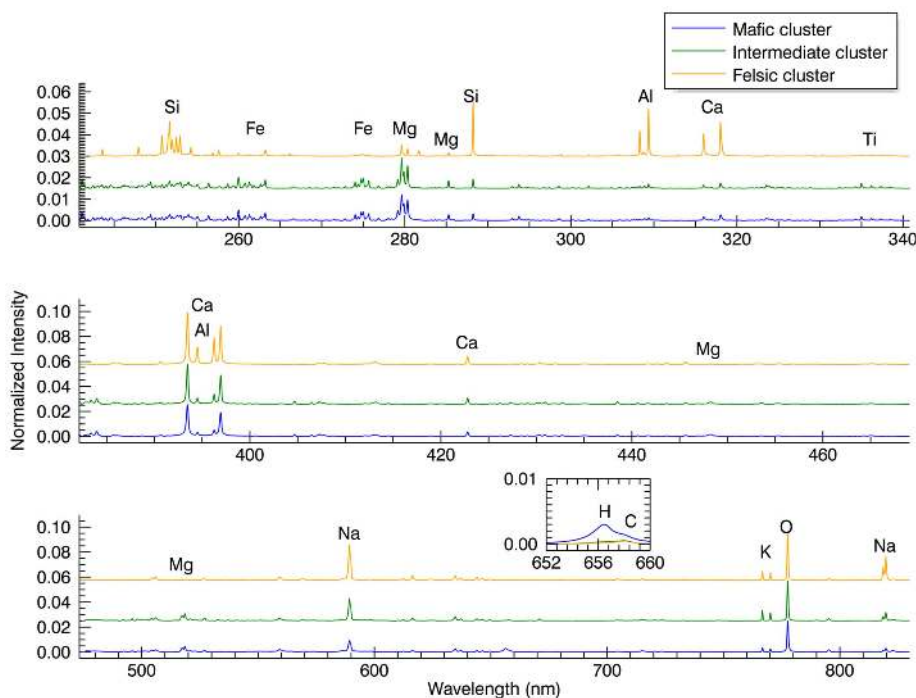 Mafic cluster
Intermediate cluster
Felsic cluster
0.06
0.05
0.04
0.03
0.02
0.01
0.00
Si Fe Fe Mg Mg Si Al Ca Ti
260 280 300 320 340
Normalized Intensity
0.10
0.08
0.06
0.04
0.02
0.00
Ca
Al
Ca
Mg
400 420 440 460
0.01
0.00
H
C
652 656 660
0.10
0.08
0.06
0.04
0.02
0.00
Mg Na K O Na
500 600 700 800
Wavelength (nm)